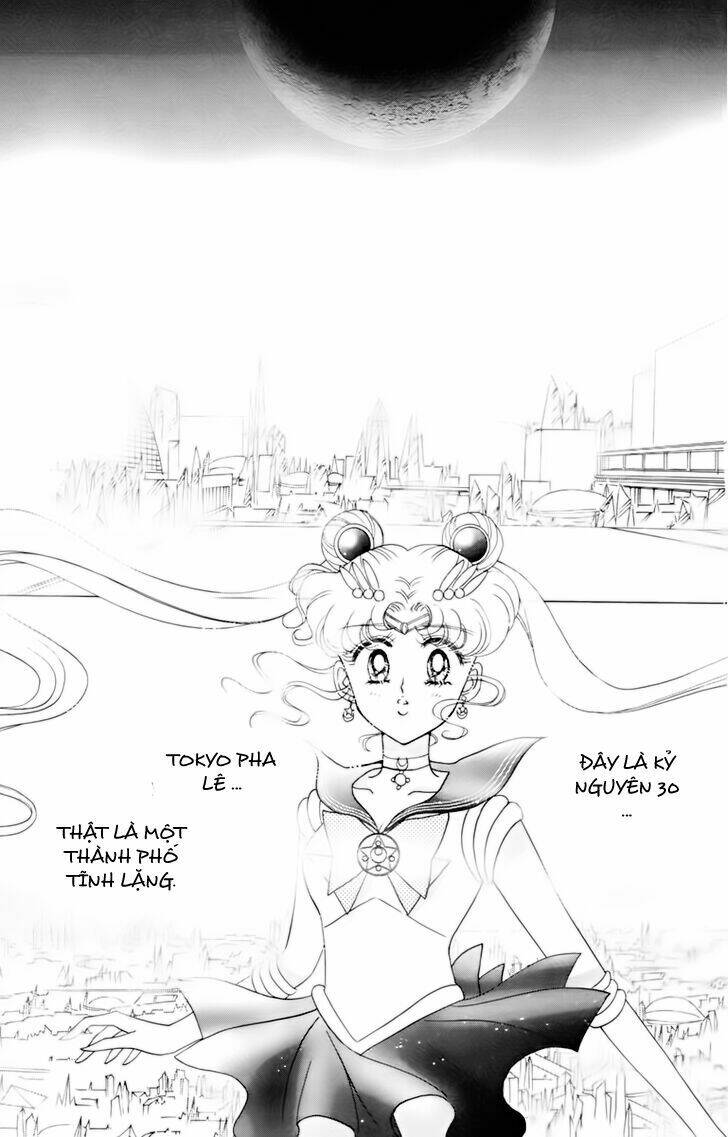 ĐÂY LÀ KỶ
NGUYÊN 30
...
TOKYO PHA
LÊ ...
THẬT LÀ MỘT
THÀNH PHỐ
TĨNH LẶNG.